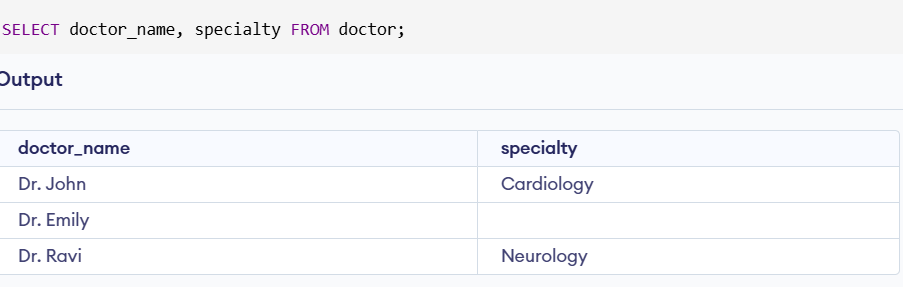 SELECT doctor_name, specialty FROM doctor;
Output
doctor_name specialty
Dr. John Cardiology
Dr. Emily
Dr. Ravi Neurology